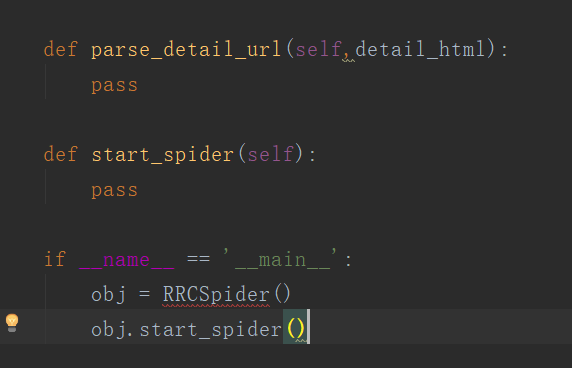 def parse_detail_url(self,detail_html):
pass
def start_spider(self):
pass
if __name__ == '__main__':
obj = RRCSpider()
obj.start_spider()